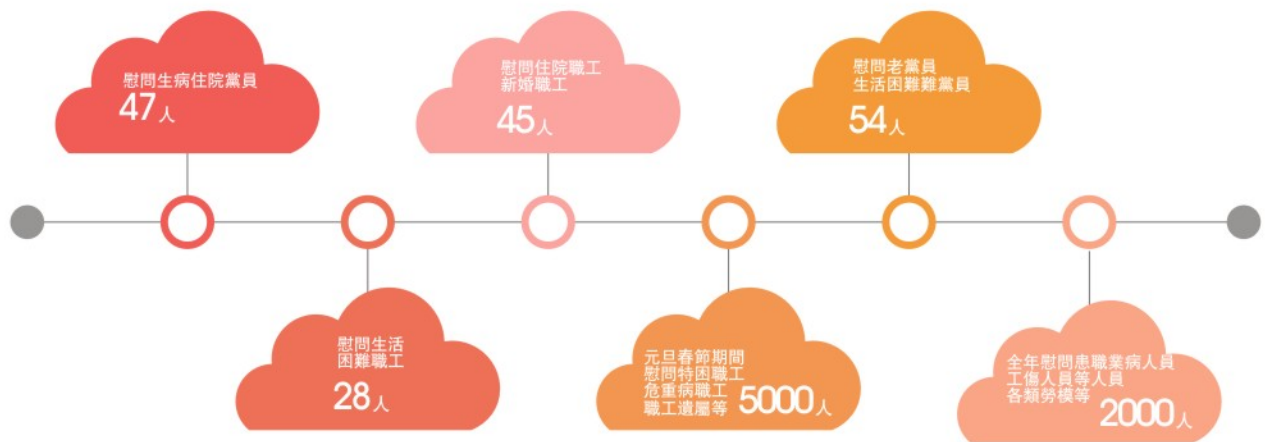 慰問生病住院黨員
47人
慰問住院職工
新婚職工
45人
慰問老黨員
生活困難難黨員
54人
慰問生活
困難職工
28人
元旦春節期間
慰問特困職工
危重病職工
職工遺屬等 5000人
全年慰問患職業病人員
工傷人員等人員
各類勞模等 2000人